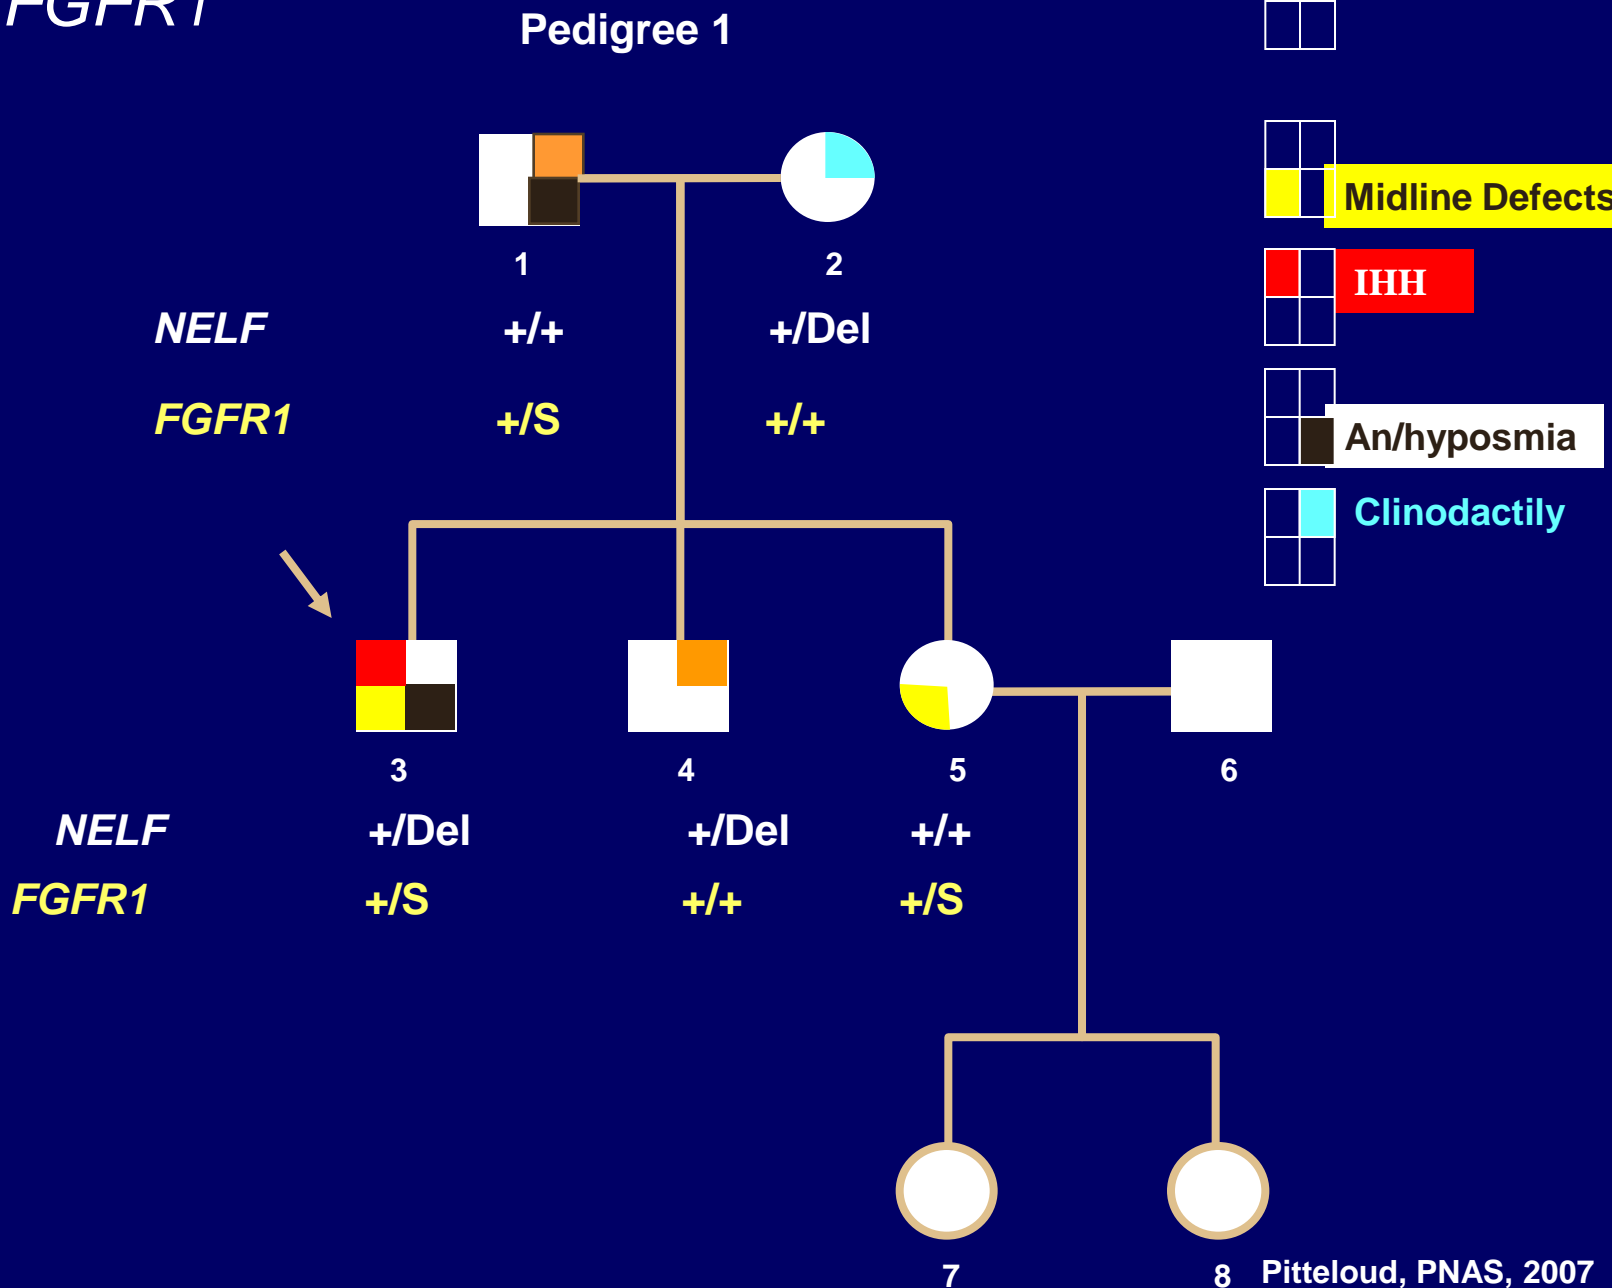 FGFR1
Pedigree 1
Midline Defects
IHH
An/hyposmia
Clinodactily
1 2
NELF +/+ +/Del
FGFR1 +/S +/+
3 4 5 6
NELF +/Del +/Del +/+
FGFR1 +/S +/+ +/S
7 8
Pitteloud, PNAS, 2007